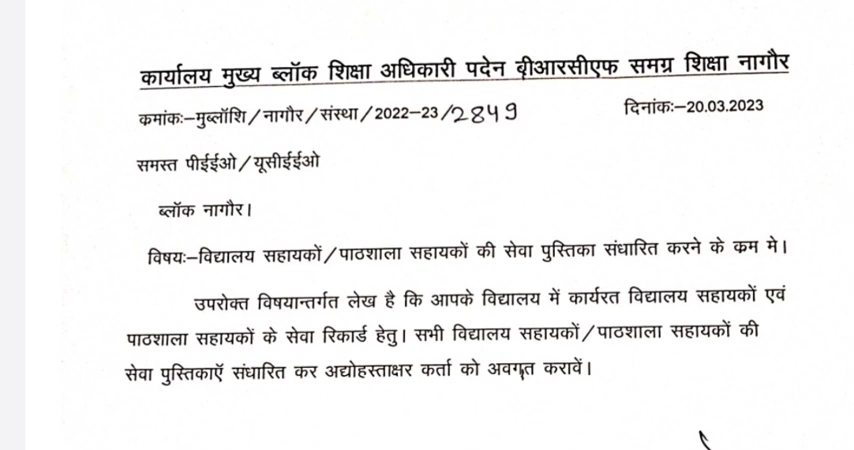 कार्यालय मुख्य ब्लॉक शिक्षा अधिकारी पदेन बीआरसीएफ समग्र शिक्षा नागौर
कमांकः–मुब्लॉशि/नागौर/संस्था/2022–23/2849
दिनांकः–20.03.2023
समस्त पीईईओ/यूसीईईओ
ब्लॉक नागौर।
विषयः–विद्यालय सहायकों/पाठशाला सहायकों की सेवा पुस्तिका संधारित करने के कम मे।
उपरोक्त विषयान्तर्गत लेख है कि आपके विद्यालय में कार्यरत विद्यालय सहायकों एवं
पाठशाला सहायकों के सेवा रिकार्ड हेतु। सभी विद्यालय सहायकों/पाठशाला सहायकों की
सेवा पुस्तिकाऍ संधारित कर अद्योहस्ताक्षर कर्ता को अवगत करावें।